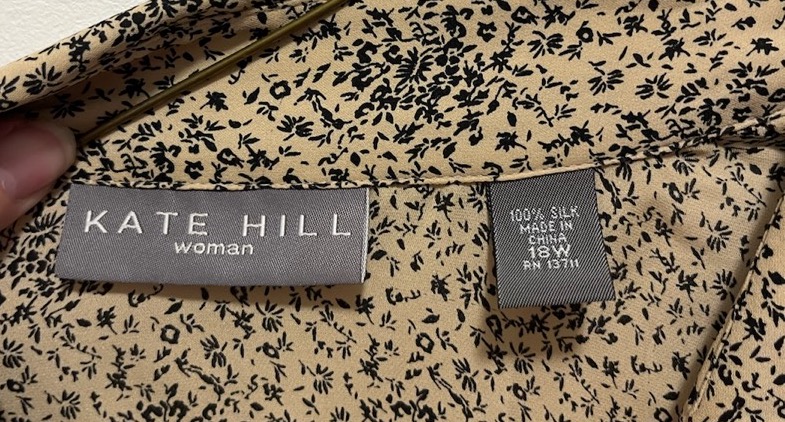 KATE HILL
woman
100% SILK
MADE IN
CHINA
18W
RN 13711